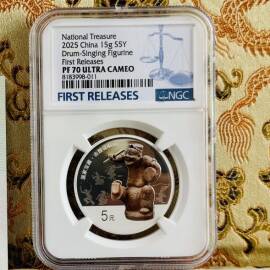 National Treasure
2025 China 15g S5Y
Drum-Singing Figurine
First Releases
PF 70 ULTRA CAMEO
8183998-011
FIRST RELEASES
NGC
5元